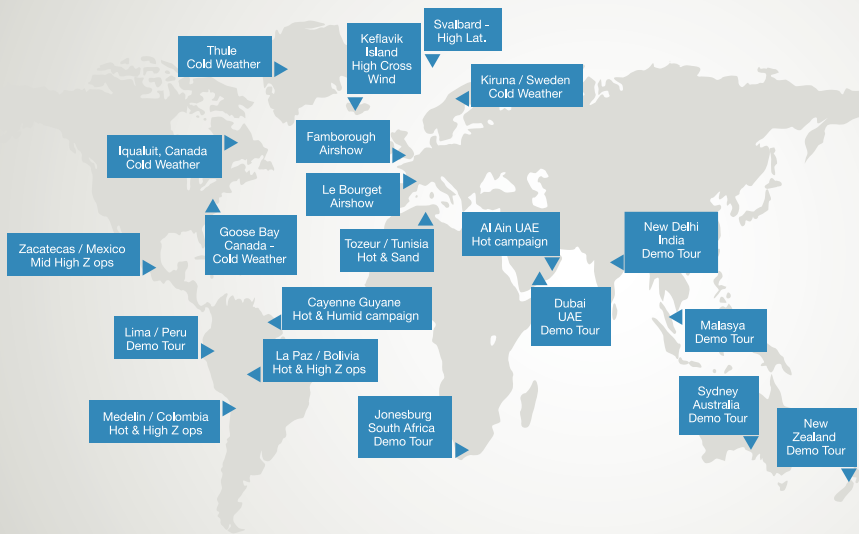 Svalbard -
High Lat.
Keflavik
Island
High Cross
Wind
Thule
Cold Weather
Kiruna / Sweden
Cold Weather
Famborough
Airshow
Iqualuit, Canada
Cold Weather
Le Bourget
Airshow
Goose Bay
Canada -
Cold Weather
Tozeur / Tunisia
Hot & Sand
Al Ain UAE
Hot campaign
New Delhi
India
Demo Tour
Zacatecas / Mexico
Mid High Z ops
Cayenne Guyane
Hot & Humid campaign
Dubai
UAE
Demo Tour
Lima / Peru
Demo Tour
Malasya
Demo Tour
La Paz / Bolivia
Hot & High Z ops
Medelin / Colombia
Hot & High Z ops
Jonesburg
South Africa
Demo Tour
Sydney
Australia
Demo Tour
New
Zealand
Demo Tour